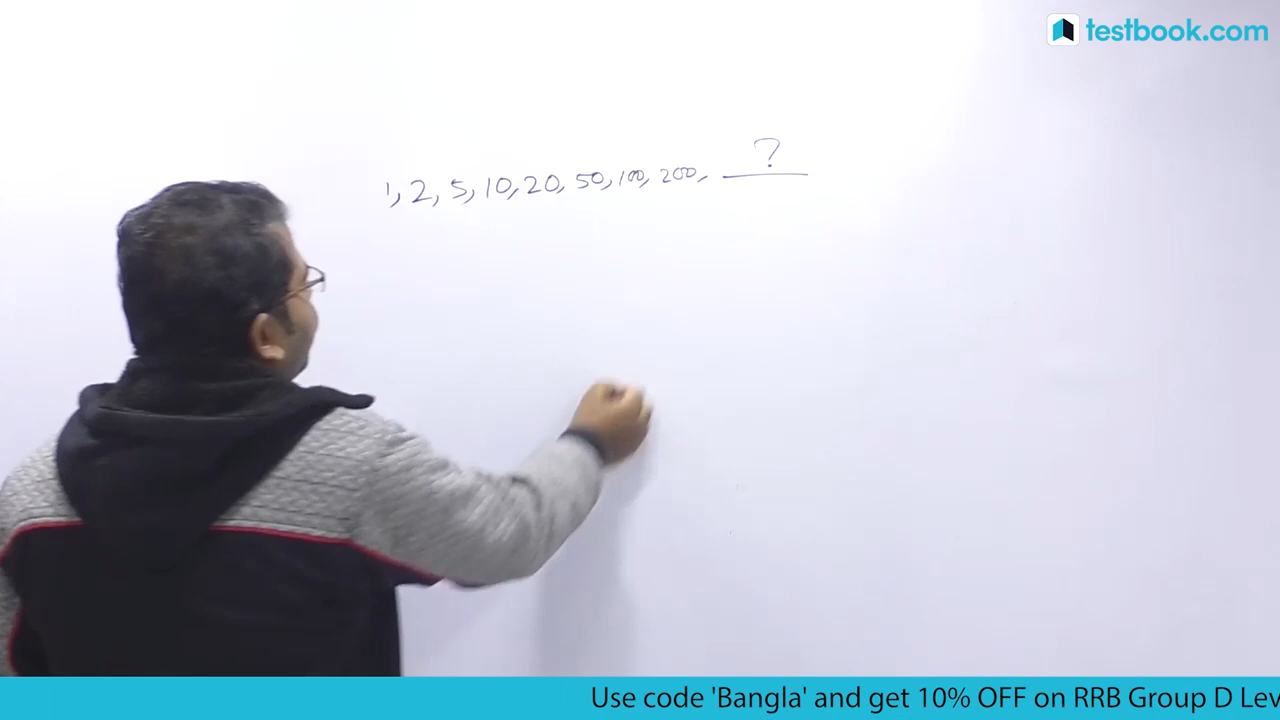 testbook.com
?
1, 2, 5, 10, 20, 50, 100, 200,
Use code 'Bangla' and get 10% OFF on RRB Group D Lev